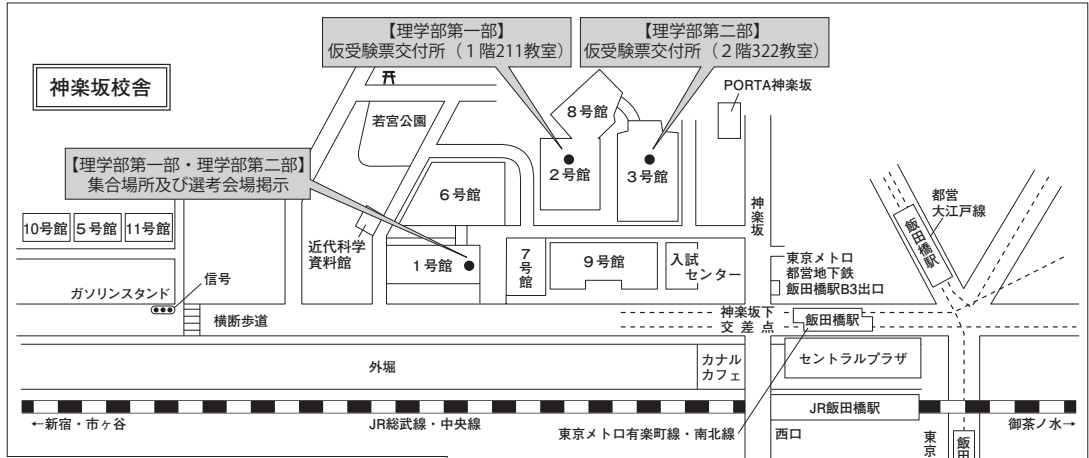 【理学部第一部】
仮受験票交付所（１階211教室）
【理学部第二部】
仮受験票交付所（２階322教室）
神楽坂校舎
PORTA神楽坂
8号館
若宮公園
【理学部第一部・理学部第二部】
集合場所及び選考会場掲示
2号館
3号館
6号館
都営
大江戸線
神楽坂
飯田橋駅
10号館
5号館
11号館
近代科学
資料館
1号館
7号館
9号館
入試
センター
東京メトロ
都営地下鉄
飯田橋駅B3出口
ガソリンスタンド
信号
横断歩道
神楽坂下
交差点
飯田橋駅
外堀
カナル
カフェ
セントラルプラザ
JR飯田橋駅
←新宿・市ヶ谷
JR総武線・中央線
東京メトロ有楽町線・南北線
西口
東京
飯田
御茶ノ水→